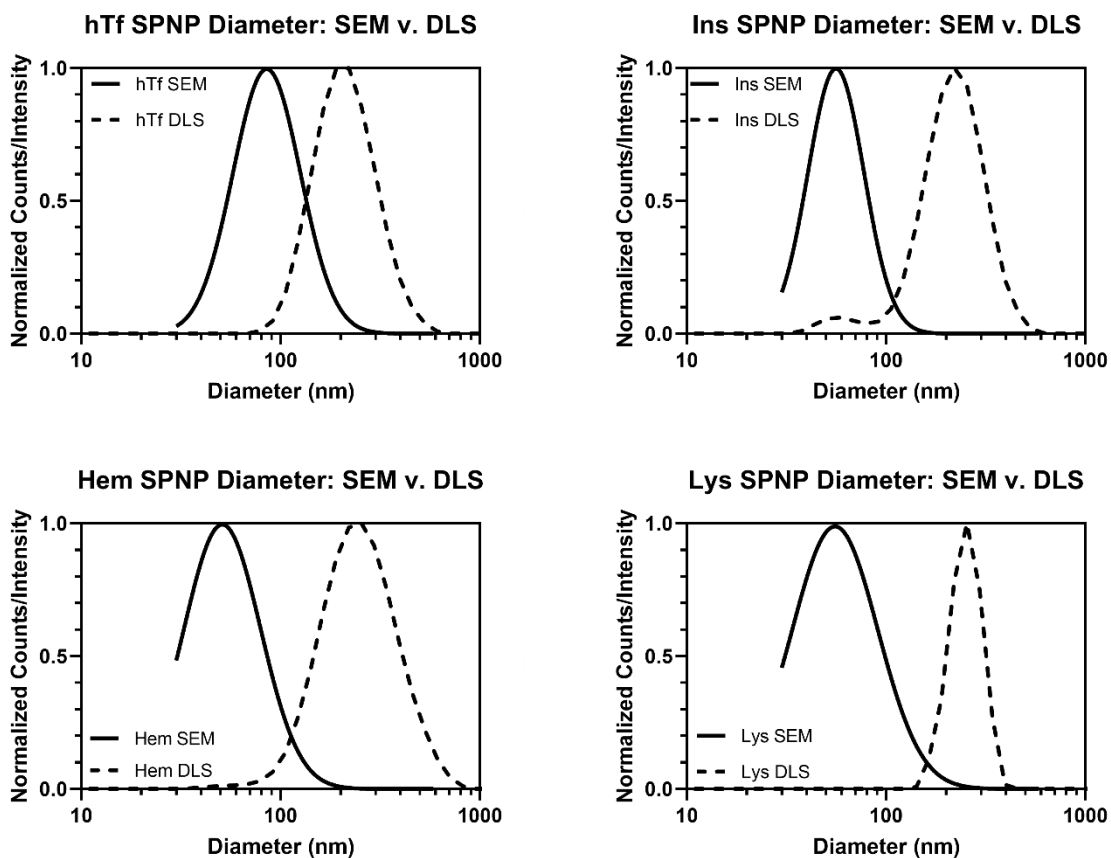 hTf SPNP Diameter: SEM v. DLS
Normalized Counts/Intensity
1.0
0.5
0.0
hTf SEM
hTf DLS
10
100
1000
Diameter (nm)
Ins SPNP Diameter: SEM v. DLS
Normalized Counts/Intensity
1.0
0.5
0.0
Ins SEM
Ins DLS
10
100
1000
Diameter (nm)
Hem SPNP Diameter: SEM v. DLS
Normalized Counts/Intensity
1.0
0.5
0.0
Hem SEM
Hem DLS
10
100
1000
Diameter (nm)
Lys SPNP Diameter: SEM v. DLS
Normalized Counts/Intensity
1.0
0.5
0.0
Lys SEM
Lys DLS
10
100
1000
Diameter (nm)